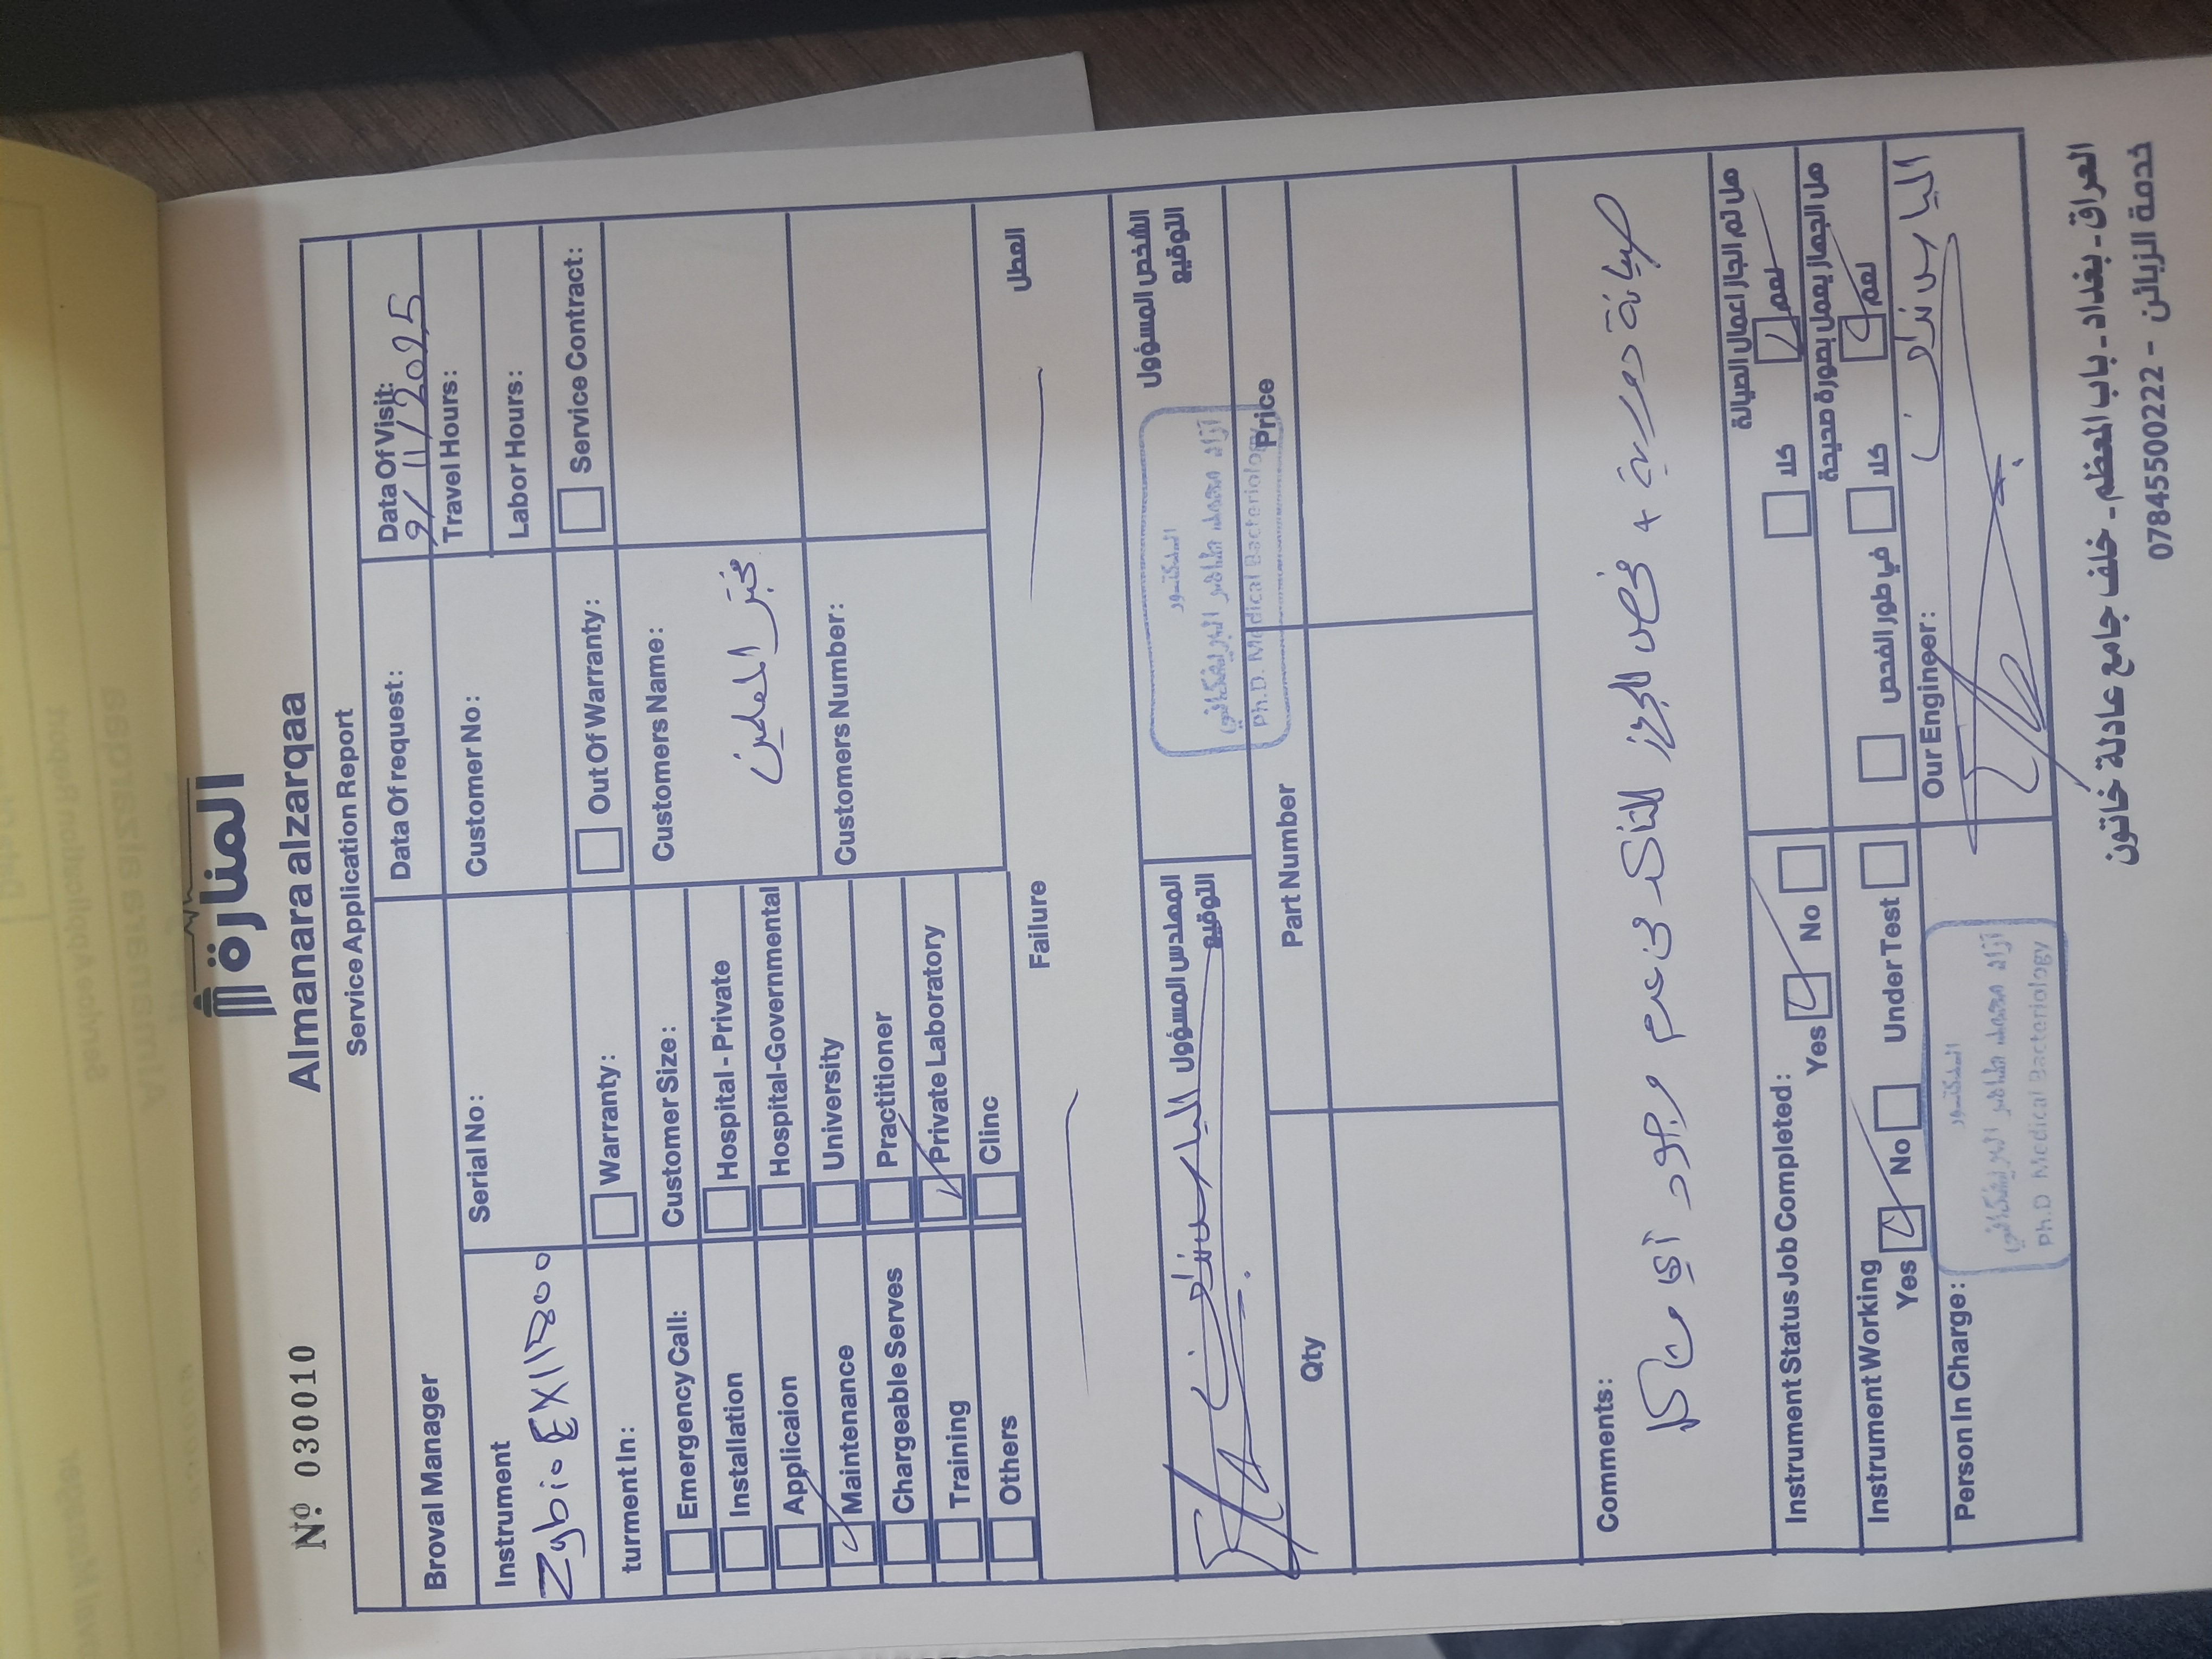 المنارة
Nº 030010
Almanara alzarqaa
Service Application Report
Broval Manager
Data Of request:
Data Of Visit:
9/11/2025
Instrument
Serial No:
Customer No:
Travel Hours:
Zybio EXI1800
Labor Hours:
turment In:
Warranty:
Out Of Warranty:
Service Contract:
Emergency Call:
Customer Size:
Customers Name:
Installation
Hospital - Private
مختبر المعلمين
Applicaion
Hospital-Governmental
Maintenance
University
Customers Number:
Chargeable Serves
Practitioner
Training
Private Laboratory
Others
Clinc
Failure
العطل
المهندس المسؤول
التوقيع
الشخص المسؤول
التوقيع
الدكتور
آزاد محمد طاهر
Ph.D. Medical Bacteriology
Qty
Part Number
Price
Comments:
صيانة دورية + فحص الجهاز للتأكد من عدم وجود أي مشاكل
Instrument Status Job Completed:
هل تم انجاز اعمال الصيانة
Yes
No
كلا
نعم
Instrument Working
هل الجهاز يعمل بصورة صحيحة
Yes
No
Under Test
في طور الفحص
كلا
نعم
Person In Charge:
Our Engineer:
الدكتور
آزاد محمد طاهر
Ph.D Medical Bacteriology
العراق - بغداد - باب المعظم - خلف جامع عادلة خاتون
خدمة الزبائن - 07845500222